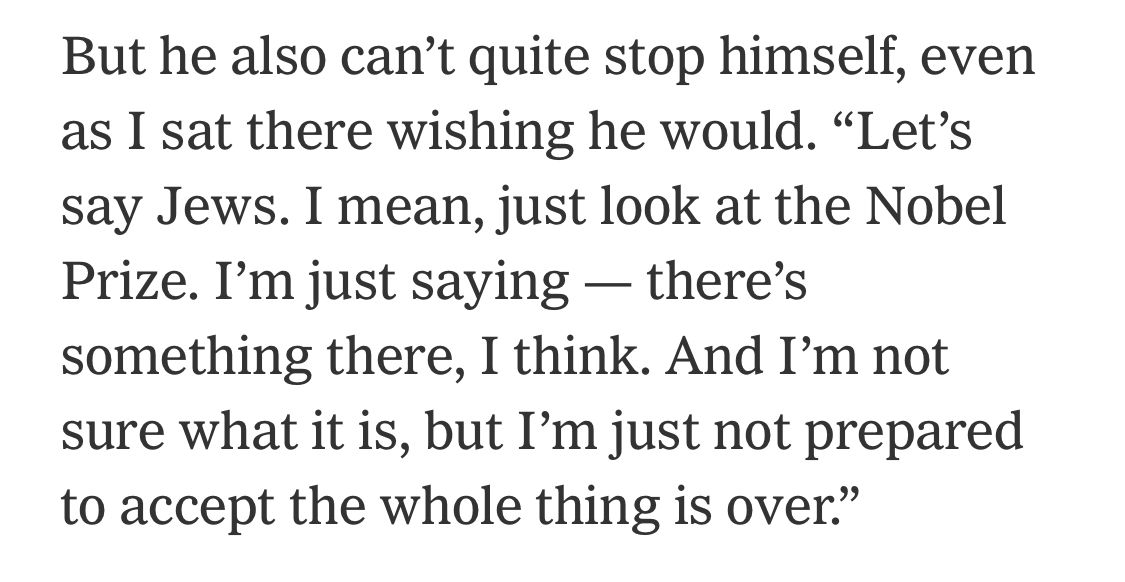 But he also can’t quite stop himself, even
as I sat there wishing he would. “Let’s
say Jews. I mean, just look at the Nobel
Prize. I’m just saying — there’s
something there, I think. And I’m not
sure what it is, but I’m just not prepared
to accept the whole thing is over.”